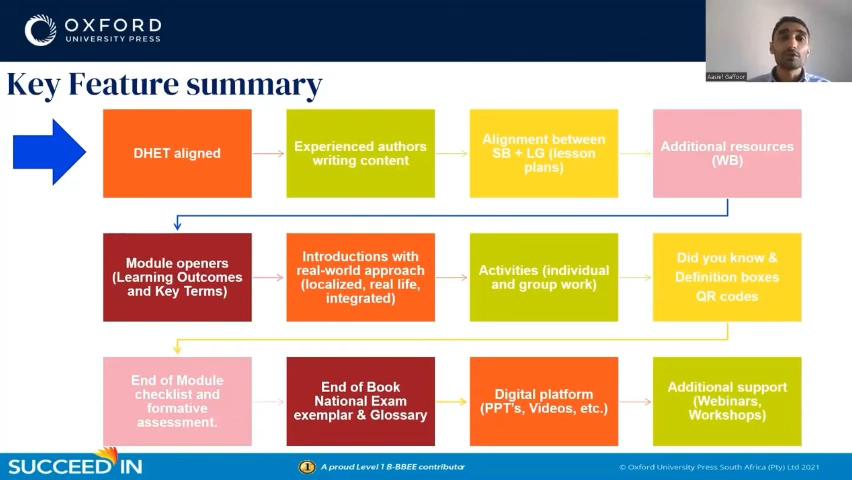 OXFORD
UNIVERSITY PRESS
Aasief Gaffoor
Key Feature summary
DHET aligned
Experienced authors
writing content
Alignment between
SB + LG (lesson
plans)
Additional resources
(WB)
Module openers
(Learning Outcomes
and Key Terms)
Introductions with
real-world approach
(localized, real life,
integrated)
Activities (individual
and group work)
Did you know &
Definition boxes
QR codes
End of Module
checklist and
formative
assessment.
End of Book
National Exam
exemplar & Glossary
Digital platform
(PPT's, Videos, etc.)
Additional support
(Webinars,
Workshops)
SUCCEED IN
1
A proud Level 1 B-BBEE contributor
© Oxford University Press South Africa (Pty) Ltd 2021